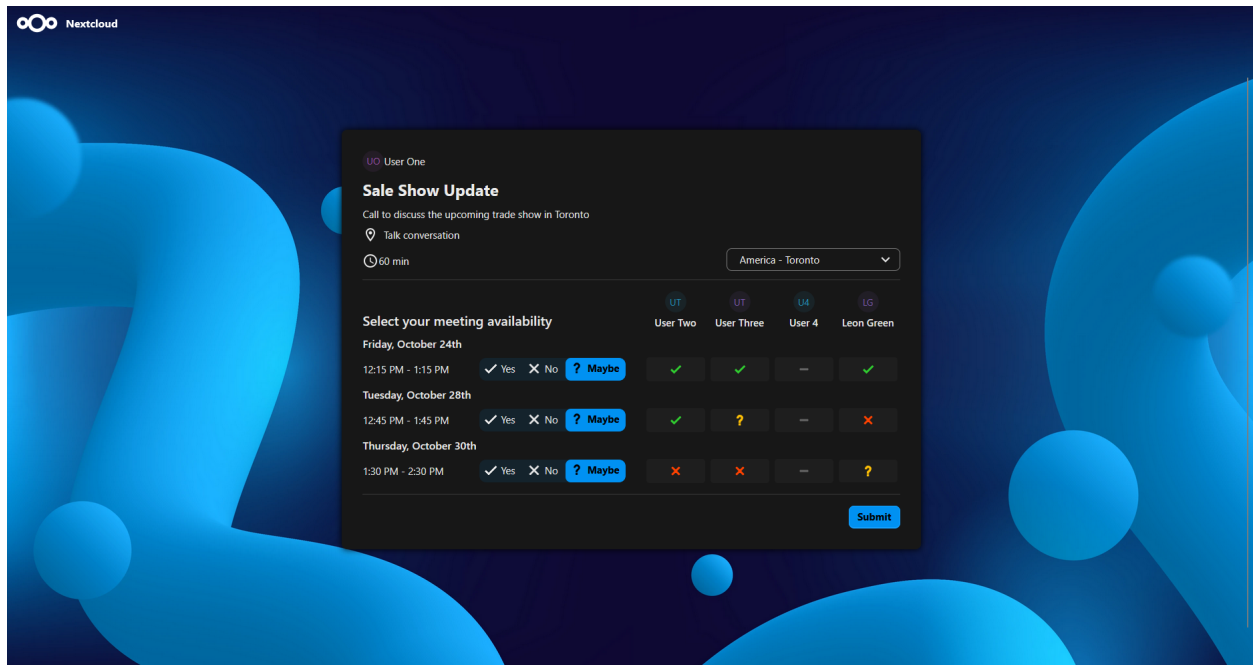 Nextcloud
UO User One
Sale Show Update
Call to discuss the upcoming trade show in Toronto
Talk conversation
60 min
America - Toronto
UT UT U4 LG
Select your meeting availability User Two User Three User 4 Leon Green
Friday, October 24th
12:15 PM - 1:15 PM Yes No ? Maybe
Tuesday, October 28th
12:45 PM - 1:45 PM Yes No ? Maybe ?
Thursday, October 30th
1:30 PM - 2:30 PM Yes No ? Maybe ?
Submit